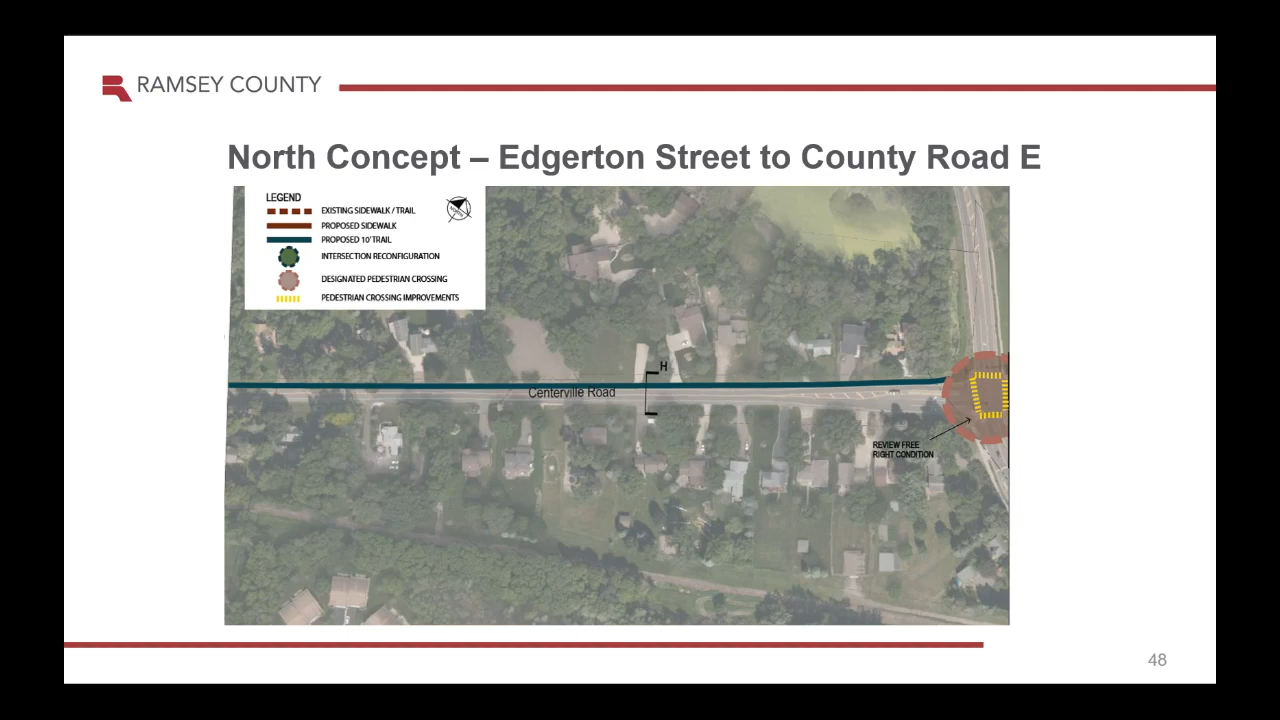 RAMSEY COUNTY
North Concept – Edgerton Street to County Road E
LEGEND
EXISTING SIDEWALK / TRAIL
PROPOSED SIDEWALK
PROPOSED 10' TRAIL
INTERSECTION RECONFIGURATION
DESIGNATED PEDESTRIAN CROSSING
PEDESTRIAN CROSSING IMPROVEMENTS
H
Centerville Road
REVIEW FREE
RIGHT CONDITION
48